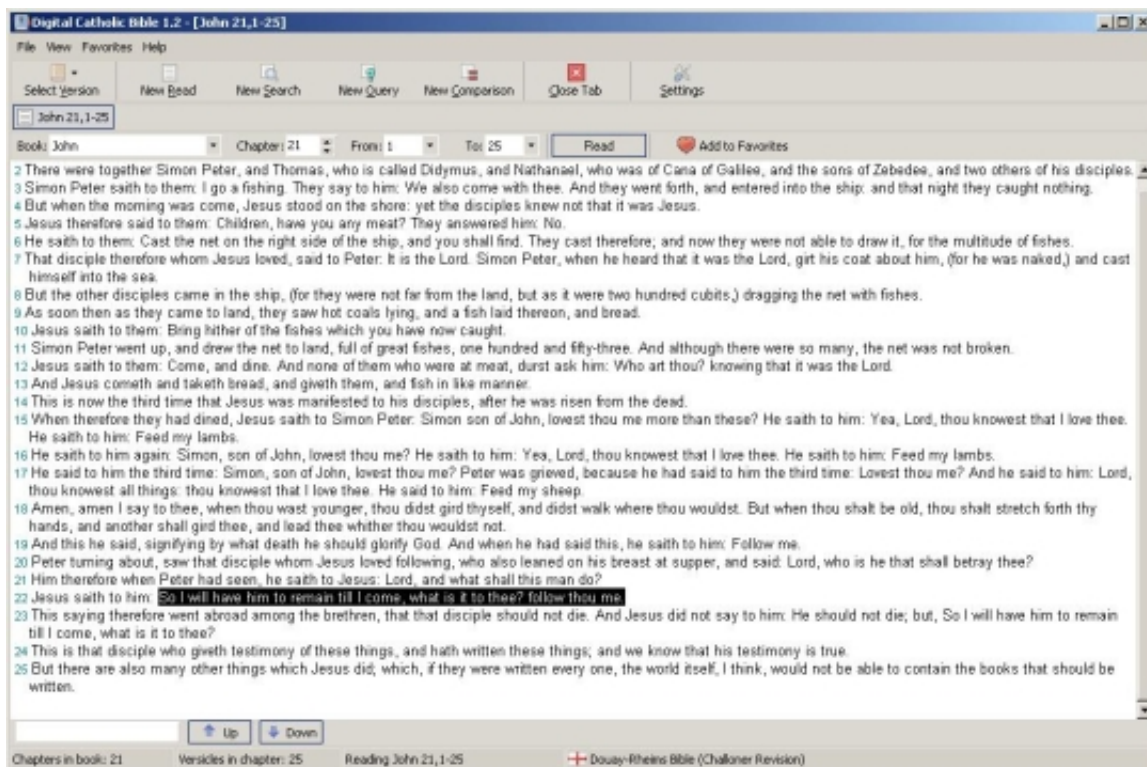 Digital Catholic Bible 1.2 - [John 21,1-25]
File View Favorites Help
Select Version New Read New Search New Query New Comparison Close Tab Settings
John 21,1-25
Book: John Chapter: 21 From: 1 To: 25 Read Add to Favorites
2 There were together Simon Peter, and Thomas, who is called Didymus, and Nathanael, who was of Cana of Galilee, and the sons of Zebedee, and two others of his disciples.
3 Simon Peter saith to them: I go a fishing. They say to him: We also come with thee. And they went forth, and entered into the ship: and that night they caught nothing.
4 But when the morning was come, Jesus stood on the shore: yet the disciples knew not that it was Jesus.
5 Jesus therefore said to them: Children, have you any meat? They answered him: No.
6 He saith to them: Cast the net on the right side of the ship, and you shall find. They cast therefore; and now they were not able to draw it, for the multitude of fishes.
7 That disciple therefore whom Jesus loved, said to Peter: It is the Lord. Simon Peter, when he heard that it was the Lord, girt his coat about him, (for he was naked,) and cast
himself into the sea.
8 But the other disciples came in the ship, (for they were not far from the land, but as it were two hundred cubits,) dragging the net with fishes.
9 As soon then as they came to land, they saw hot coals lying, and a fish laid thereon, and bread.
10 Jesus saith to them: Bring hither of the fishes which you have now caught.
11 Simon Peter went up, and drew the net to land, full of great fishes, one hundred and fifty-three. And although there were so many, the net was not broken.
12 Jesus saith to them: Come, and dine. And none of them who were at meat, durst ask him: Who art thou? knowing that it was the Lord.
13 And Jesus cometh and taketh bread, and giveth them, and fish in like manner.
14 This is now the third time that Jesus was manifested to his disciples, after he was risen from the dead.
15 When therefore they had dined, Jesus saith to Simon Peter: Simon son of John, lovest thou me more than these? He saith to him: Yea, Lord, thou knowest that I love thee.
He saith to him: Feed my lambs.
16 He saith to him again: Simon, son of John, lovest thou me? He saith to him: Yea, Lord, thou knowest that I love thee. He saith to him: Feed my lambs.
17 He said to him the third time: Simon, son of John, lovest thou me? Peter was grieved, because he had said to him the third time: Lovest thou me? And he said to him: Lord,
thou knowest all things: thou knowest that I love thee. He said to him: Feed my sheep.
18 Amen, amen I say to thee, when thou wast younger, thou didst gird thyself, and didst walk where thou wouldst. But when thou shalt be old, thou shalt stretch forth thy
hands, and another shall gird thee, and lead thee whither thou wouldst not.
19 And this he said, signifying by what death he should glorify God. And when he had said this, he saith to him: Follow me.
20 Peter turning about, saw that disciple whom Jesus loved following, who also leaned on his breast at supper, and said: Lord, who is he that shall betray thee?
21 Him therefore when Peter had seen, he saith to Jesus: Lord, and what shall this man do?
22 Jesus saith to him: So I will have him to remain till I come, what is it to thee? follow thou me.
23 This saying therefore went abroad among the brethren, that that disciple should not die. And Jesus did not say to him: He should not die; but, So I will have him to remain
till I come, what is it to thee?
24 This is that disciple who giveth testimony of these things, and hath written these things; and we know that his testimony is true.
25 But there are also many other things which Jesus did; which, if they were written every one, the world itself, I think, would not be able to contain the books that should be
written.
Up Down
Chapters in book: 21 Versicles in chapter: 25 Reading John 21,1-25 Douay-Rheims Bible (Challoner Revision)